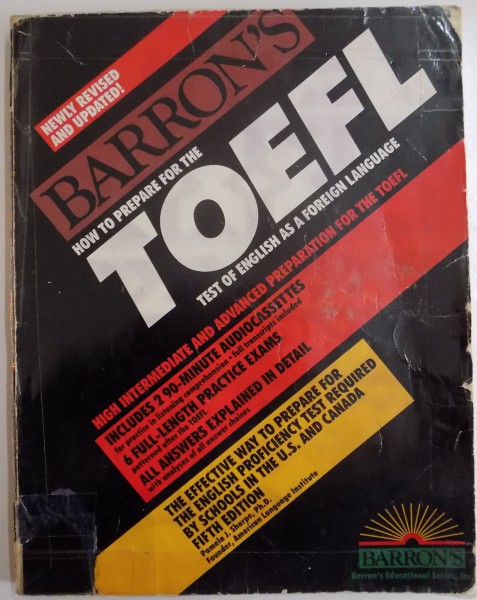 NEWLY REVISED
AND UPDATED!
BARRON'S
HOW TO PREPARE FOR THE
TOEFL
TEST OF ENGLISH AS A FOREIGN LANGUAGE
HIGH INTERMEDIATE AND ADVANCED PREPARATION FOR THE TOEFL
INCLUDES 2 90-MINUTE AUDIOCASSETTES
for practice in listening comprehension • full transcripts included
6 FULL-LENGTH PRACTICE EXAMS
patterned after the TOEFL
ALL ANSWERS EXPLAINED IN DETAIL
with analyses of all answer choices
THE EFFECTIVE WAY TO PREPARE FOR
THE ENGLISH PROFICIENCY TEST REQUIRED
BY SCHOOLS IN THE U.S. AND CANADA
FIFTH EDITION
Pamela J. Sharpe, Ph.D.
Founder, American Language Institute
BARRON'S
Barron's Educational Series, Inc.